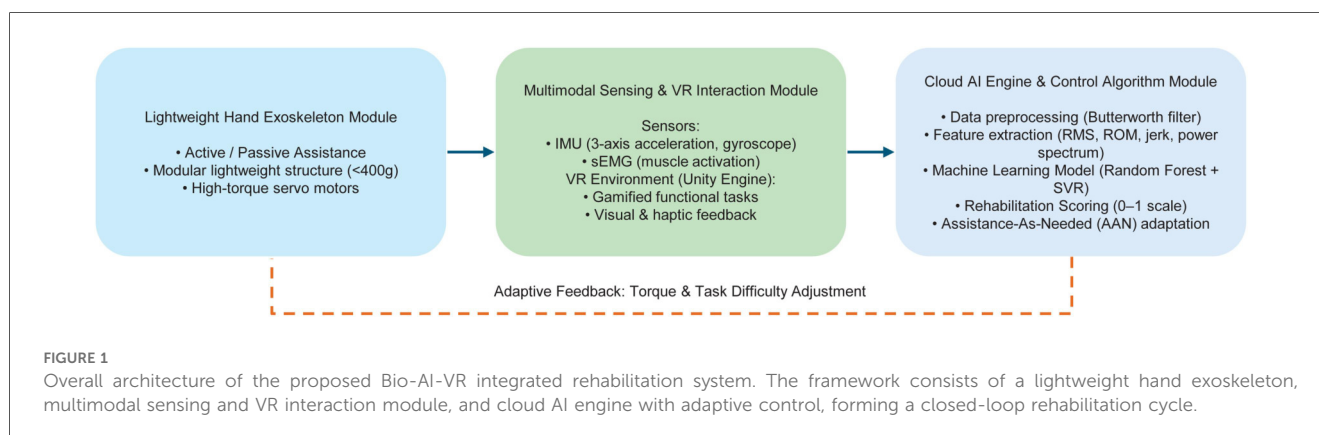 Lightweight Hand Exoskeleton Module
• Active / Passive Assistance
• Modular lightweight structure (<400g)
• High-torque servo motors
Multimodal Sensing & VR Interaction Module
Sensors:
• IMU (3-axis acceleration, gyroscope)
• sEMG (muscle activation)
VR Environment (Unity Engine):
• Gamified functional tasks
• Visual & haptic feedback
Cloud AI Engine & Control Algorithm Module
• Data preprocessing (Butterworth filter)
• Feature extraction (RMS, ROM, jerk, power
spectrum)
• Machine Learning Model (Random Forest +
SVR)
• Rehabilitation Scoring (0–1 scale)
• Assistance-As-Needed (AAN) adaptation
Adaptive Feedback: Torque & Task Difficulty Adjustment
FIGURE 1
Overall architecture of the proposed Bio-AI-VR integrated rehabilitation system. The framework consists of a lightweight hand exoskeleton,
multimodal sensing and VR interaction module, and cloud AI engine with adaptive control, forming a closed-loop rehabilitation cycle.